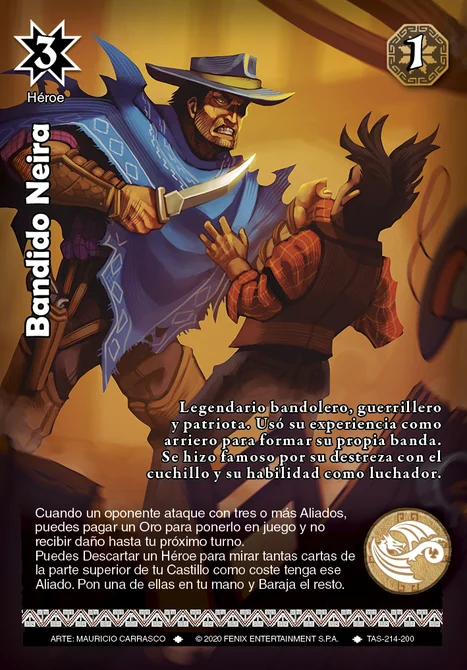 3
1
Héroe
Bandido Neira
Legendario bandolero, guerrillero
y patriota. Usó su experiencia como
arriero para formar su propia banda.
Se hizo famoso por su destreza con el
cuchillo y su habilidad como luchador.
Cuando un oponente ataque con tres o más Aliados,
puedes pagar un Oro para ponerlo en juego y no
recibir daño hasta tu próximo turno.
Puedes Descartar un Héroe para mirar tantas cartas de
la parte superior de tu Castillo como coste tenga ese
Aliado. Pon una de ellas en tu mano y Baraja el resto.
ARTE: MAURICIO CARRASCO ◆ © 2020 FENIX ENTERTAINMENT S.P.A. ◆ TAS-214-200